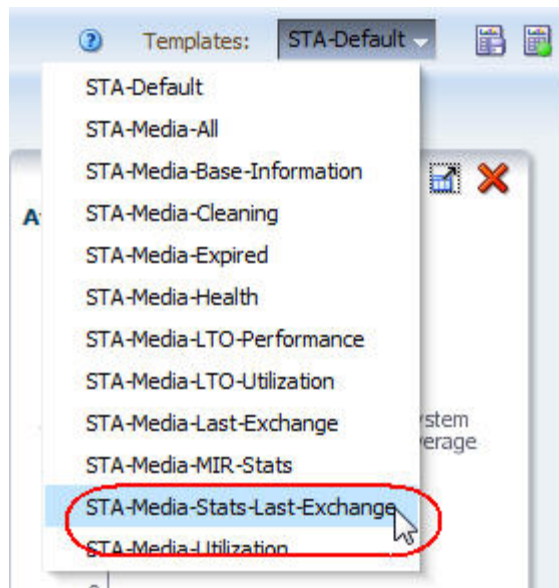 Templates: STA-Default
STA-Default
STA-Media-All
STA-Media-Base-Information
STA-Media-Cleaning
STA-Media-Expired
STA-Media-Health
STA-Media-LTO-Performance
STA-Media-LTO-Utilization
STA-Media-Last-Exchange
STA-Media-MIR-Stats
STA-Media-Stats-Last-Exchange
STA-Media-Utilization